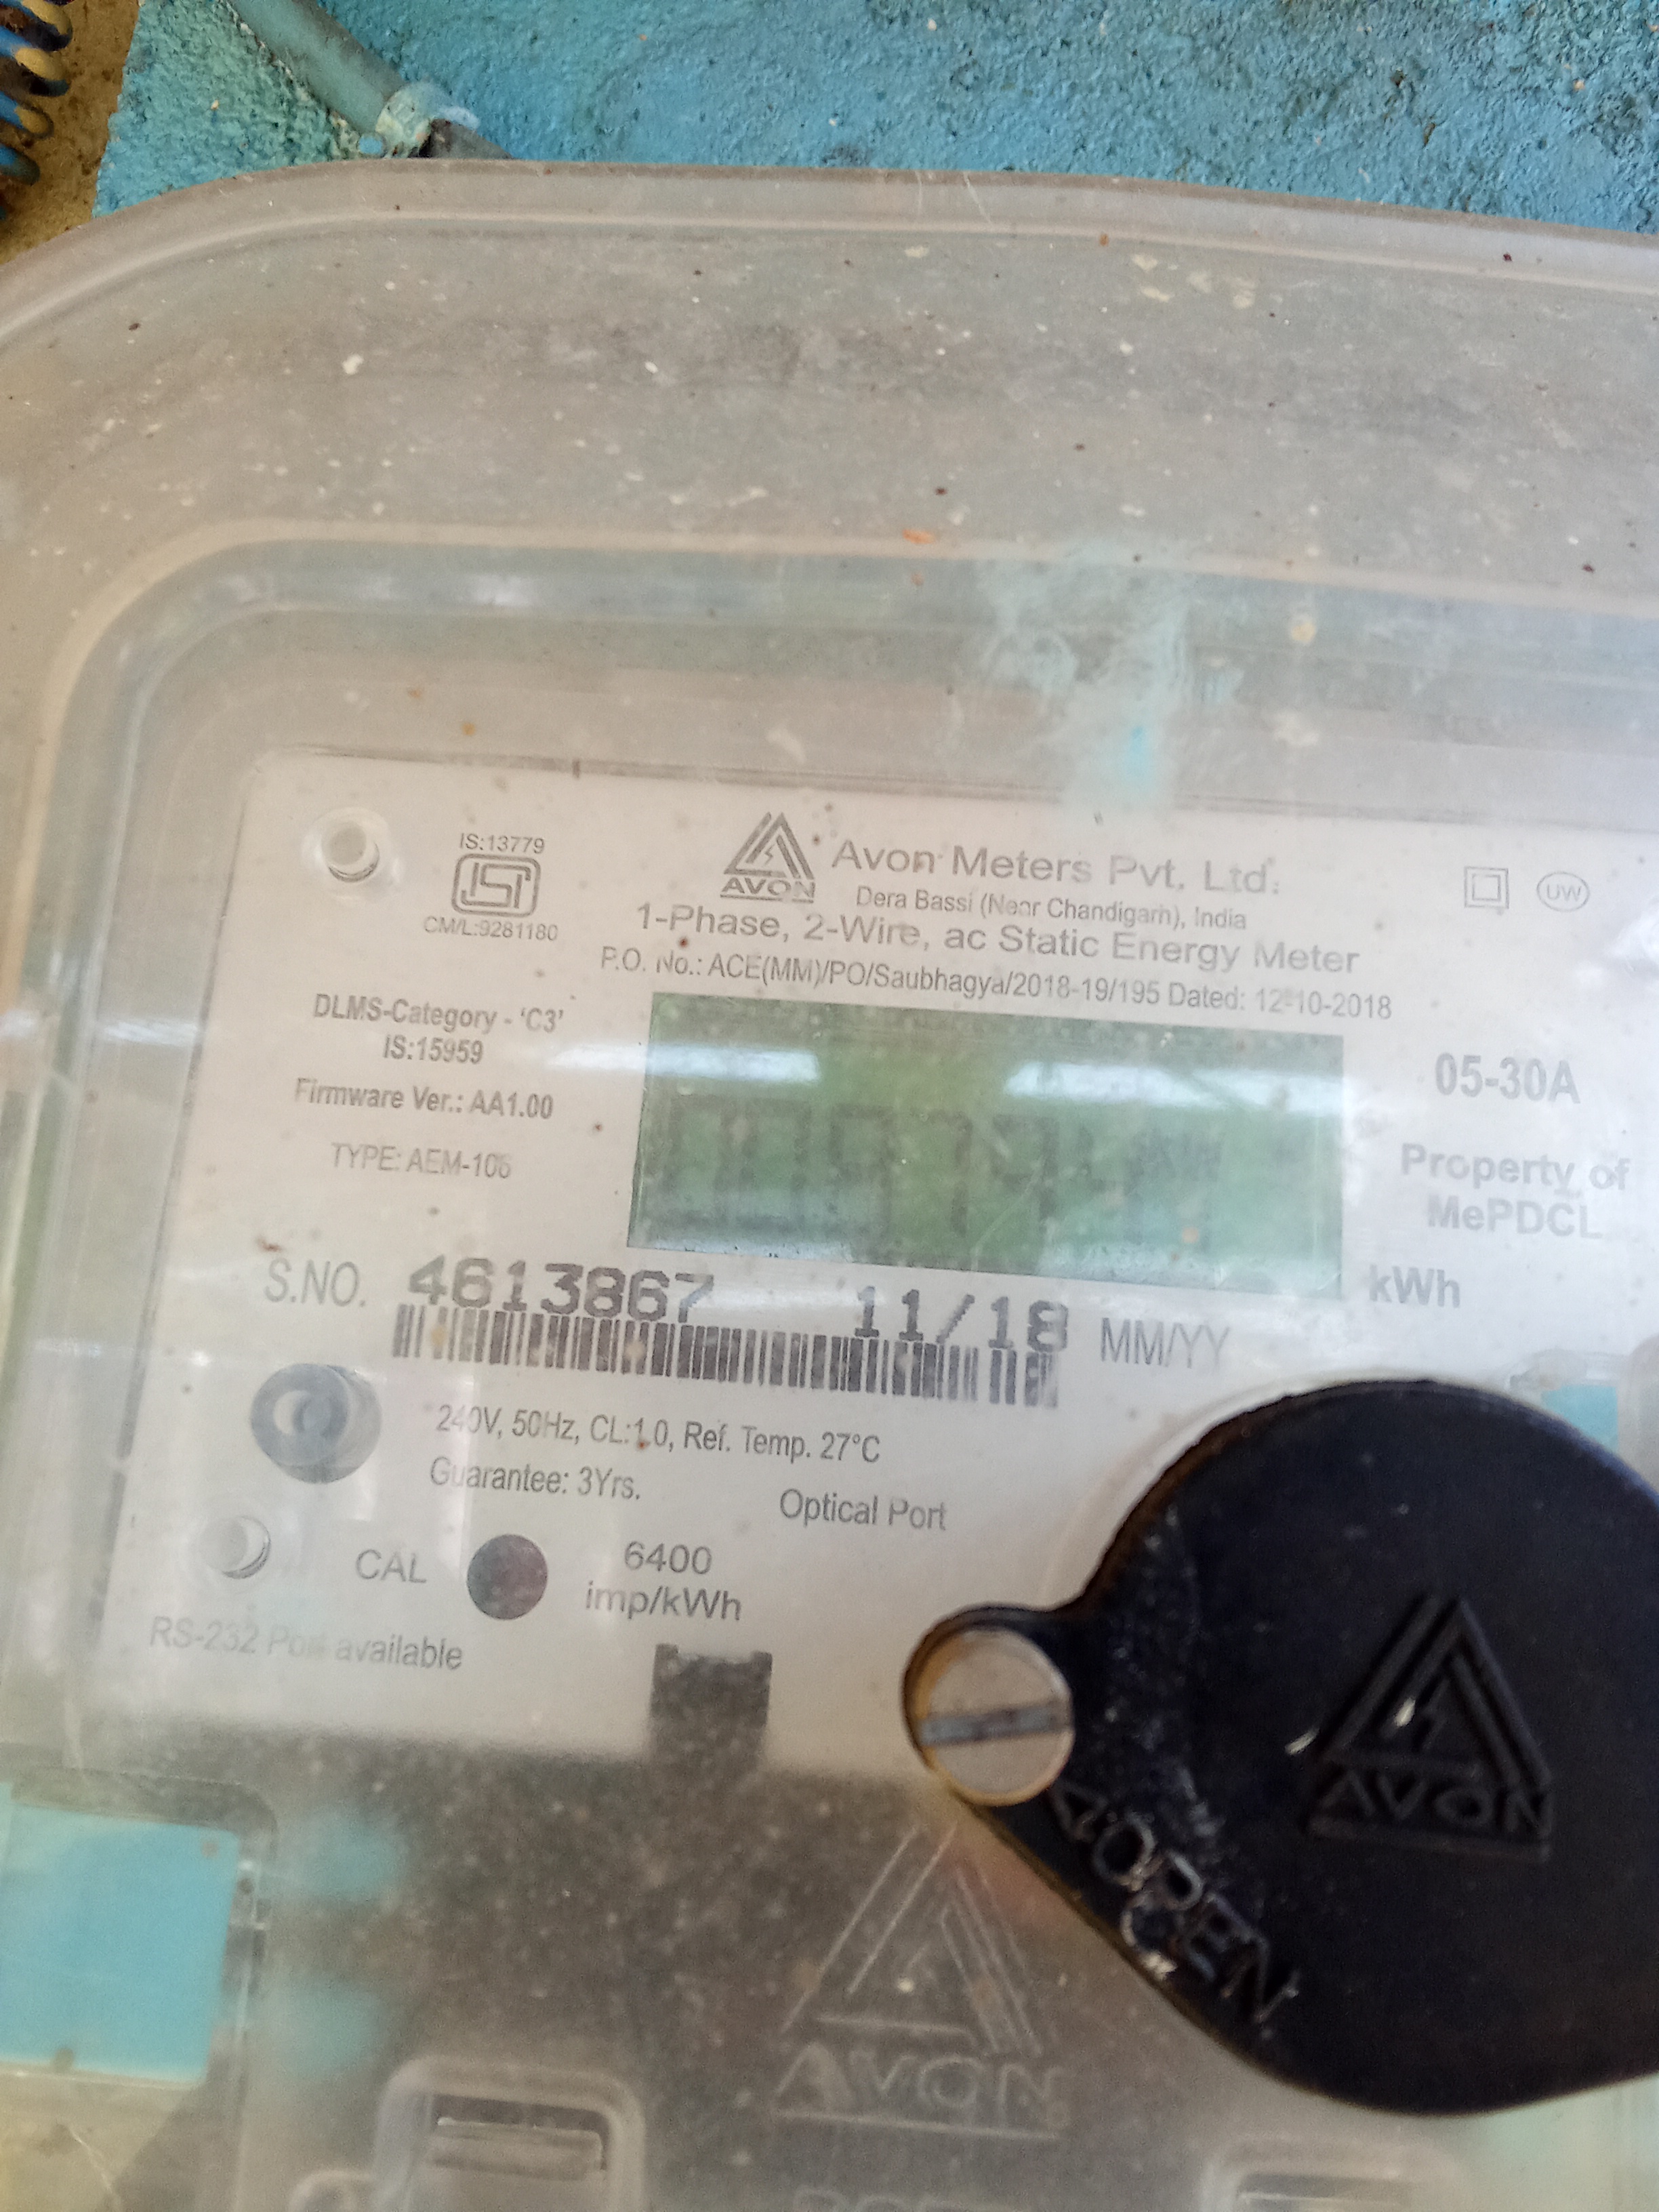 IS:13779
ISI
CM/L:9281180
AVON
Avon Meters Pvt. Ltd.
Dera Bassi (Near Chandigarh), India
1-Phase, 2-Wire, ac Static Energy Meter
P.O. No.: ACE(MM)/PO/Saubhagya/2018-19/195 Dated: 12-10-2018
UW
DLMS-Category - 'C3'
IS:15959
Firmware Ver.: AA1.00
TYPE: AEM-106
05-30A
Property of
MePDCL
kWh
S.NO. 4613867 11/18 MM/YY
240V, 50Hz, CL:1.0, Ref. Temp. 27°C
Guarantee: 3Yrs.
Optical Port
CAL
6400
imp/kWh
RS-232 Port available
AVON
OPEN
AVON